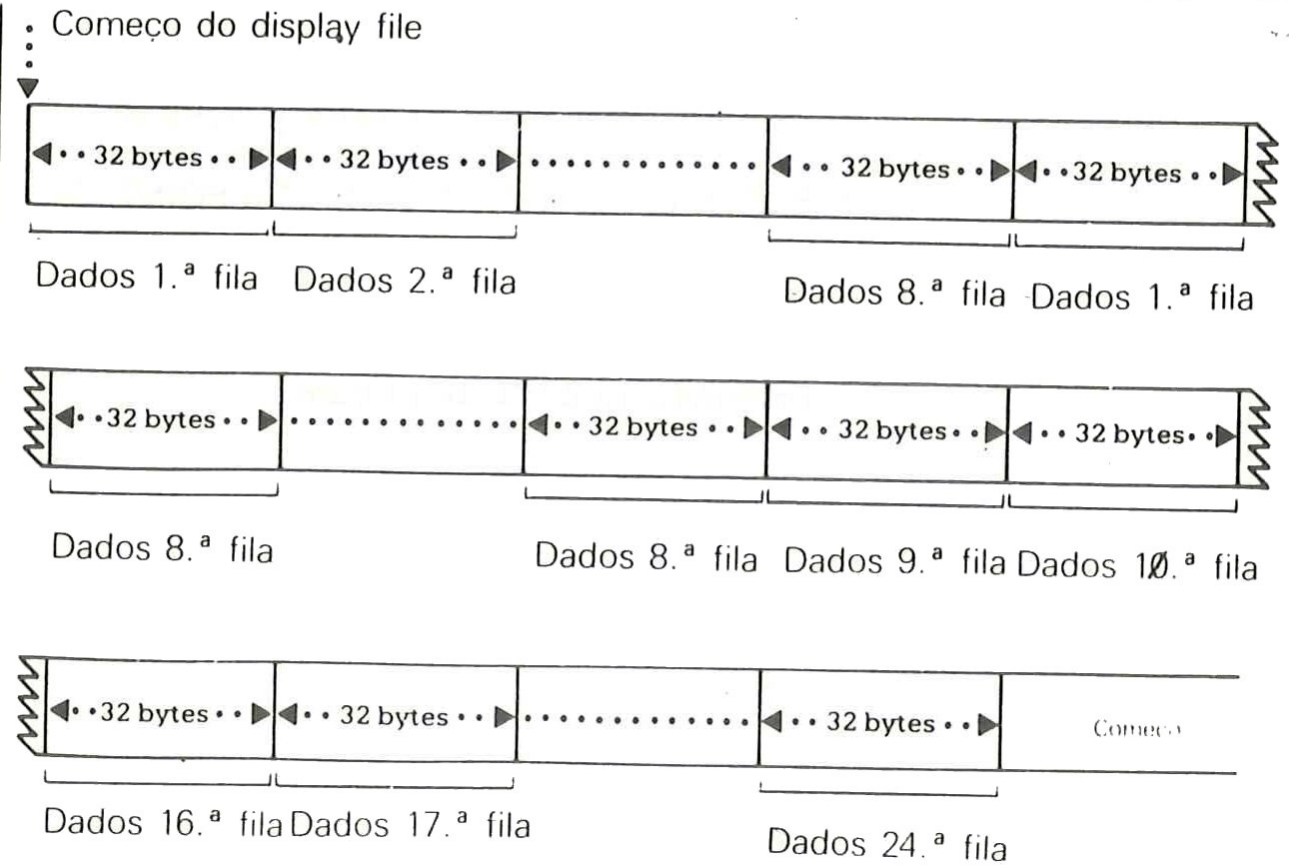 Começo do display file
32 bytes 32 bytes 32 bytes 32 bytes
Dados 1.ª fila Dados 2.ª fila Dados 8.ª fila Dados 1.ª fila
32 bytes 32 bytes 32 bytes 32 bytes
Dados 8.ª fila Dados 8.ª fila Dados 9.ª fila Dados 10.ª fila
32 bytes 32 bytes 32 bytes Começo
Dados 16.ª fila Dados 17.ª fila Dados 24.ª fila